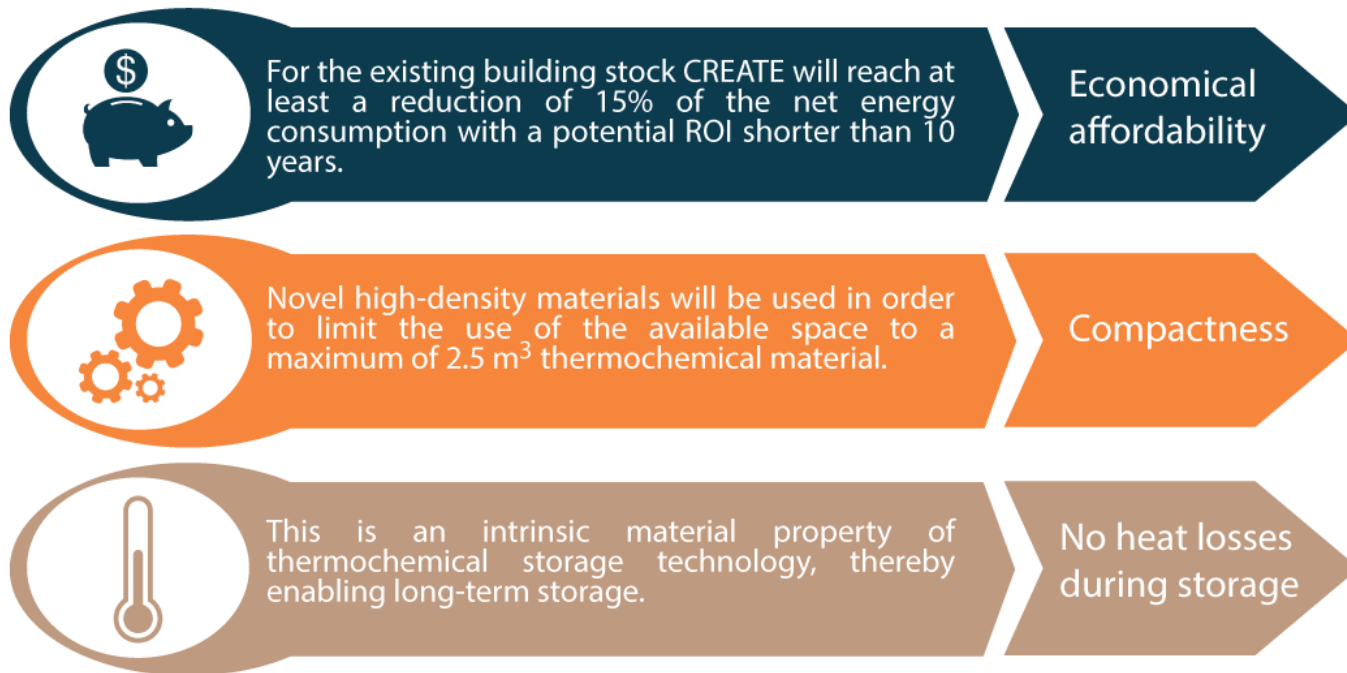 $
For the existing building stock CREATE will reach at
least a reduction of 15% of the net energy
consumption with a potential ROI shorter than 10
years.
Economical
affordability
Novel high-density materials will be used in order
to limit the use of the available space to a
maximum of 2.5 m³ thermochemical material.
Compactness
This is an intrinsic material property of
thermochemical storage technology, thereby
enabling long-term storage.
No heat losses
during storage